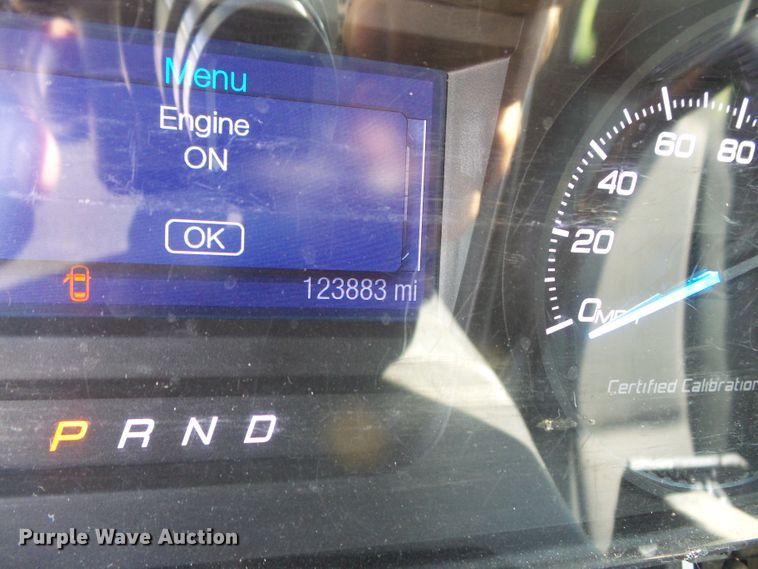 Menu
Engine
ON
OK
123883 mi
P R N D
0 20 40 60 80
Certified Calibration
Purple Wave Auction